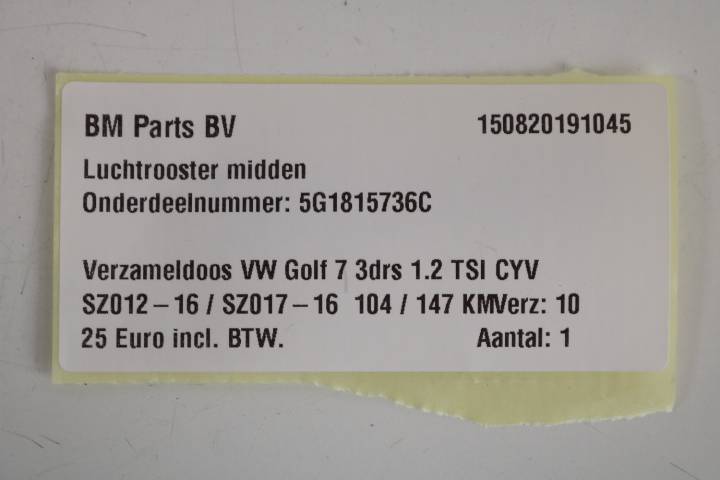 BM Parts BV 150820191045
Luchtrooster midden
Onderdeelnummer: 5G1815736C
Verzameldoos VW Golf 7 3drs 1.2 TSI CYV
SZ012-16 / SZ017-16 104 / 147 KMVerz: 10
25 Euro incl. BTW. Aantal: 1